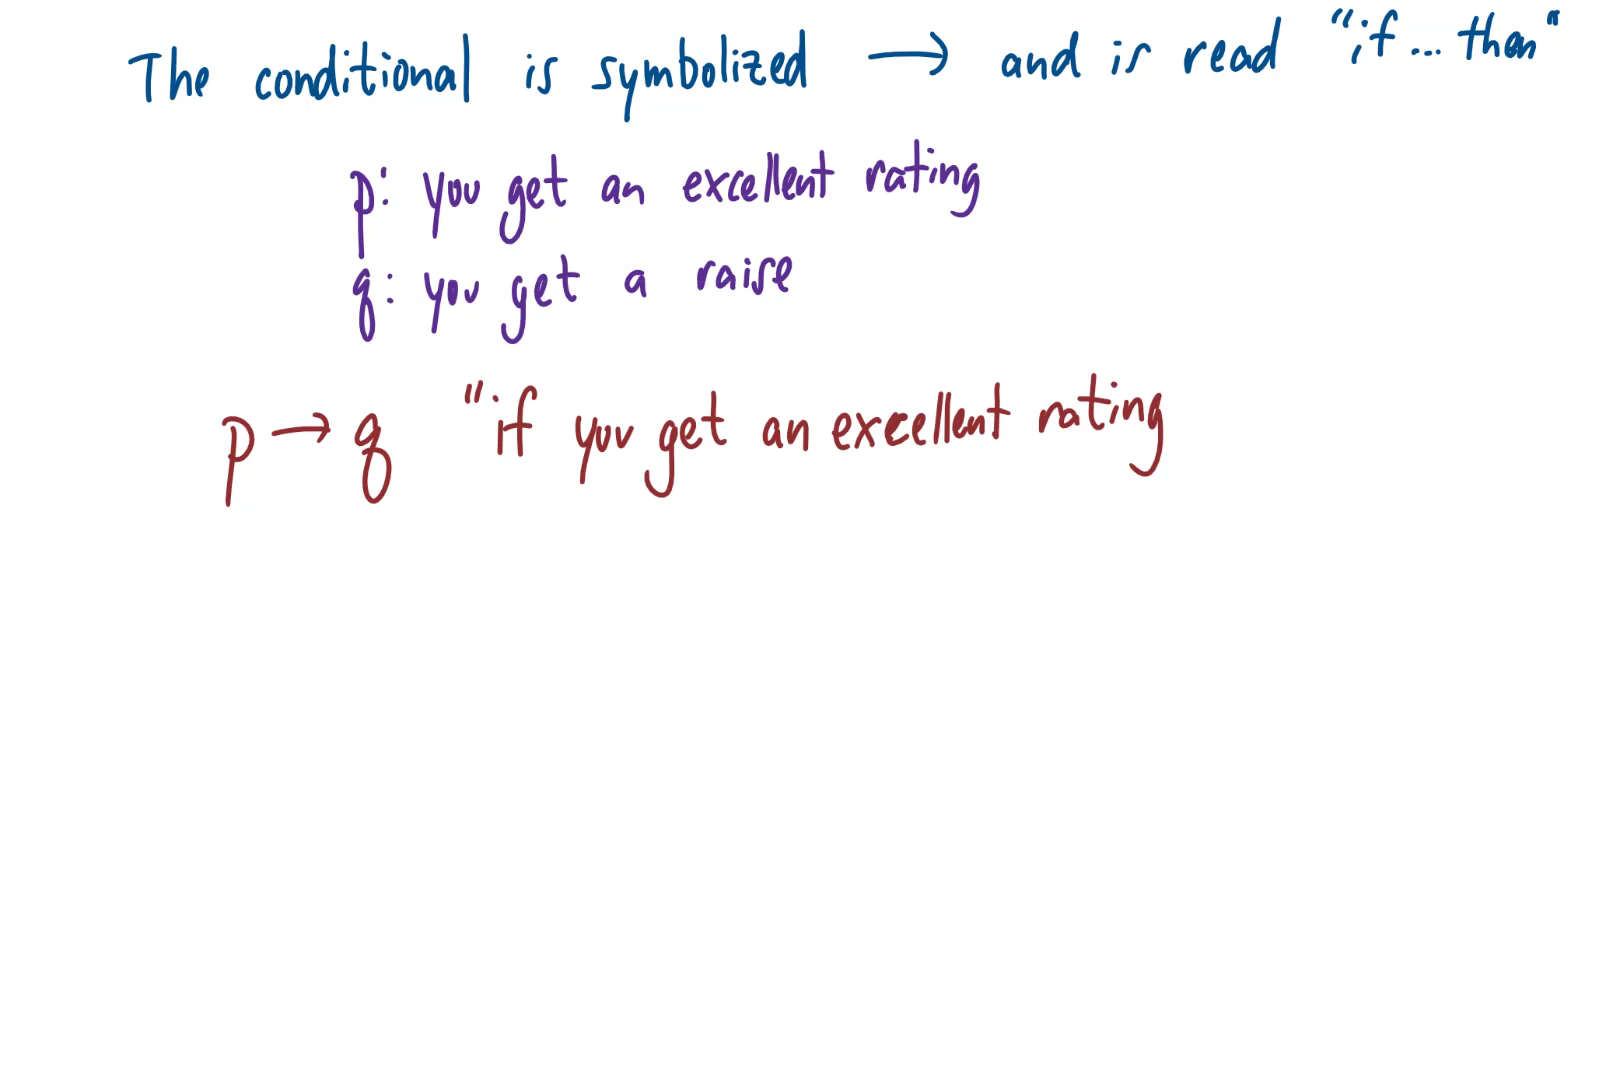 The conditional is symbolized → and is read "if... then"
p: you get an excellent rating
q: you get a raise
p → q "if you get an excellent rating